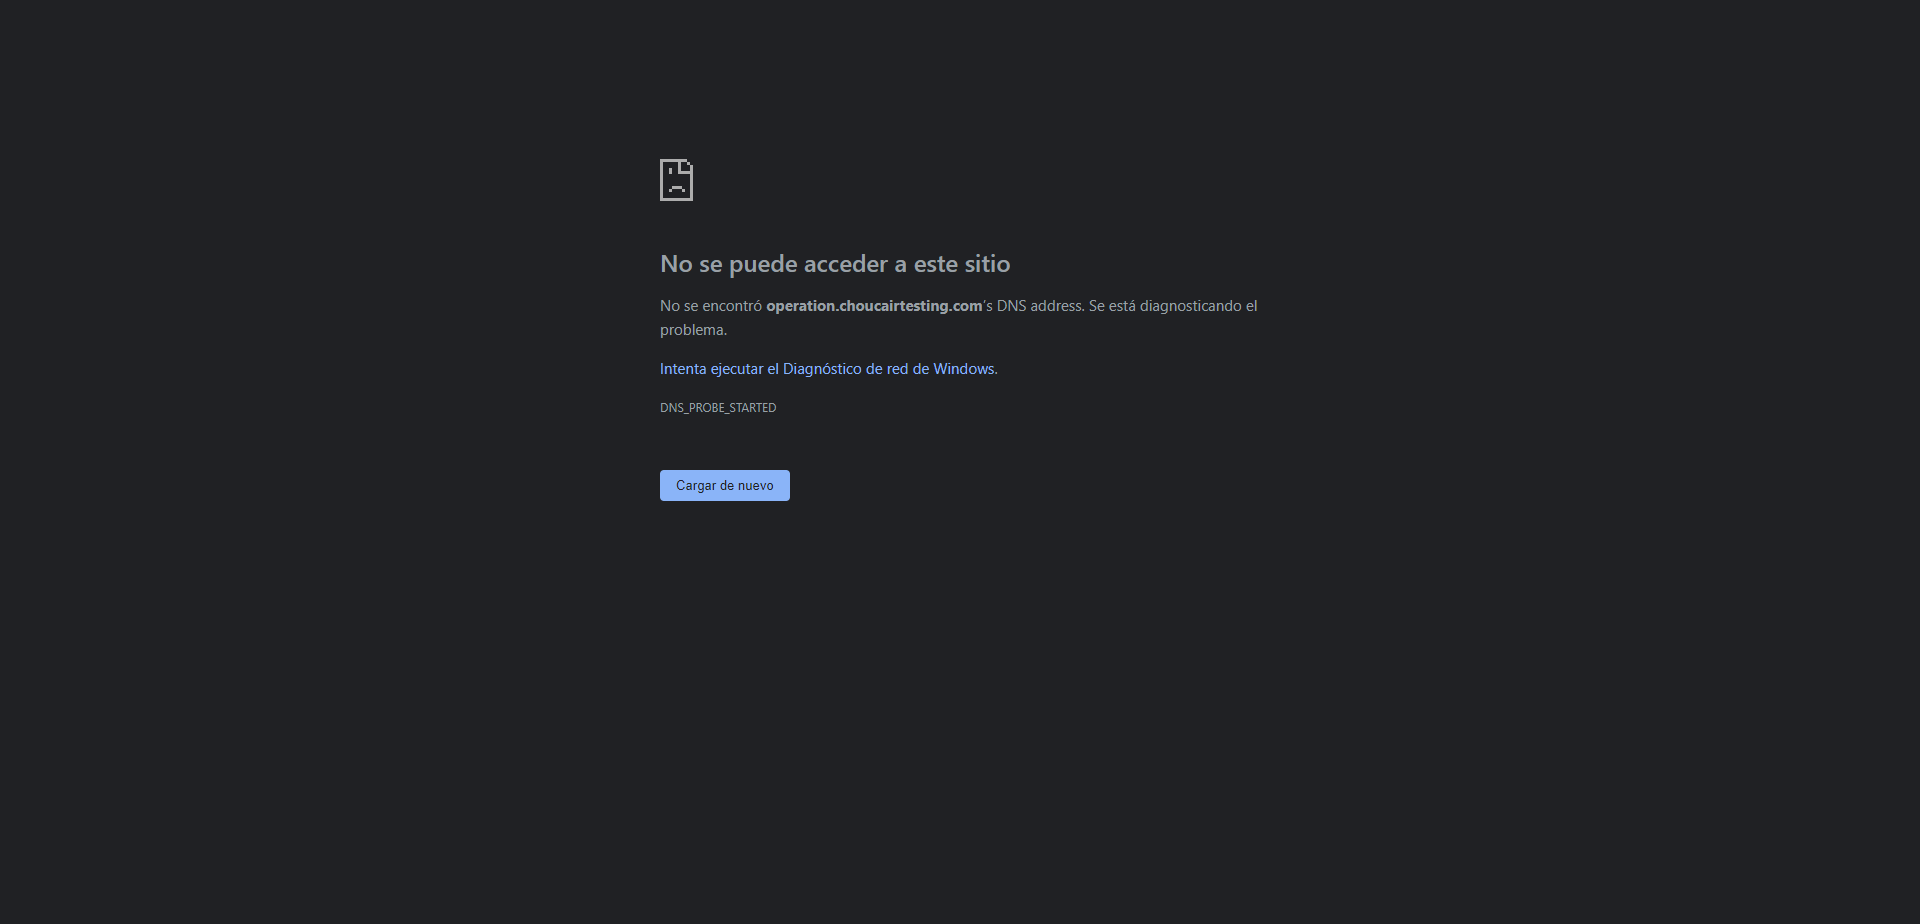 No se puede acceder a este sitio
No se encontró operation.choucairtesting.com's DNS address. Se está diagnosticando el
problema.
Intenta ejecutar el Diagnóstico de red de Windows.
DNS_PROBE_STARTED
Cargar de nuevo